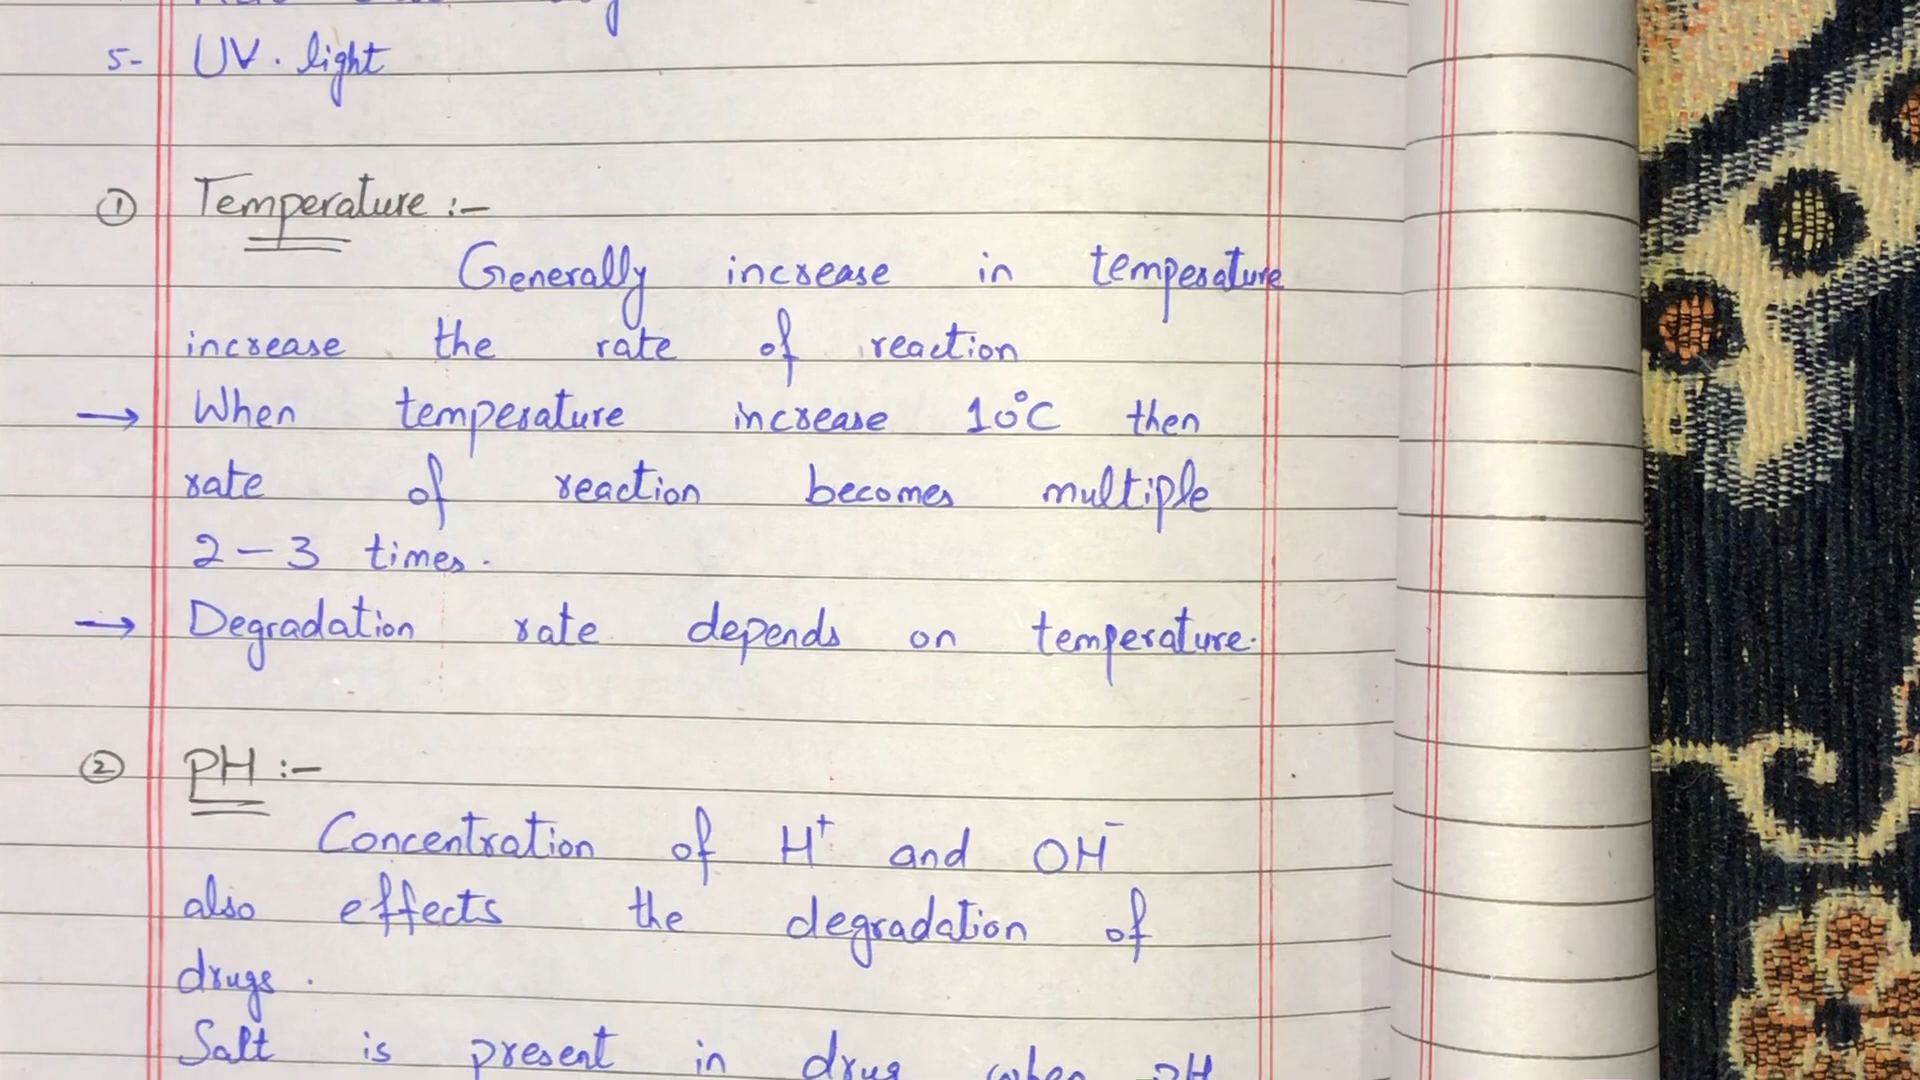 5- UV. light
① Temperature :-
Generally increase in temperature
increase the rate of reaction
→ When temperature increase 10°C then
rate of reaction becomes multiple
2-3 times.
→ Degradation rate depends on temperature.
② PH :-
Concentration of H⁺ and OH⁻
also effects the degradation of
drugs.
Salt is present in drug when PH